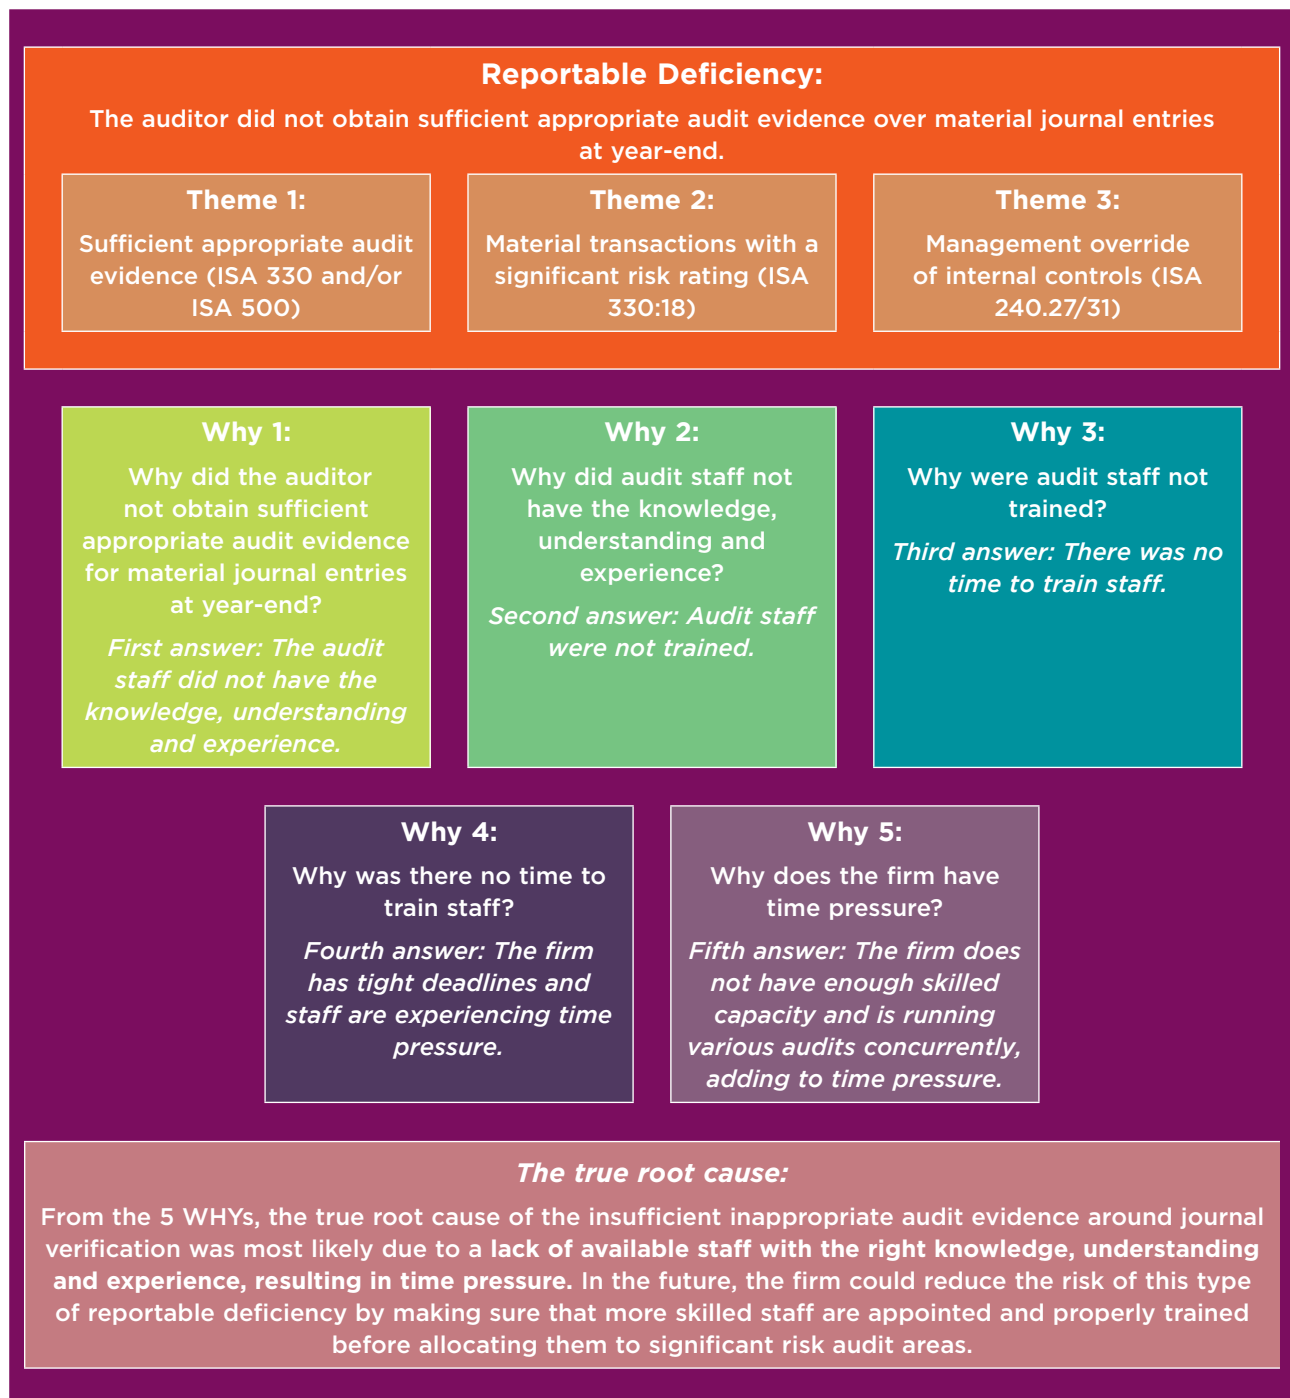 Reportable Deficiency:
The auditor did not obtain sufficient appropriate audit evidence over material journal entries
at year-end.
Theme 1:
Sufficient appropriate audit
evidence (ISA 330 and/or
ISA 500)
Theme 2:
Material transactions with a
significant risk rating (ISA
330:18)
Theme 3:
Management override
of internal controls (ISA
240.27/31)
Why 1:
Why did the auditor
not obtain sufficient
appropriate audit evidence
for material journal entries
at year-end?
First answer: The audit
staff did not have the
knowledge, understanding
and experience.
Why 2:
Why did audit staff not
have the knowledge,
understanding and
experience?
Second answer: Audit staff
were not trained.
Why 3:
Why were audit staff not
trained?
Third answer: There was no
time to train staff.
Why 4:
Why was there no time to
train staff?
Fourth answer: The firm
has tight deadlines and
staff are experiencing time
pressure.
Why 5:
Why does the firm have
time pressure?
Fifth answer: The firm does
not have enough skilled
capacity and is running
various audits concurrently,
adding to time pressure.
The true root cause:
From the 5 WHYs, the true root cause of the insufficient inappropriate audit evidence around journal
verification was most likely due to a lack of available staff with the right knowledge, understanding
and experience, resulting in time pressure. In the future, the firm could reduce the risk of this type
of reportable deficiency by making sure that more skilled staff are appointed and properly trained
before allocating them to significant risk audit areas.